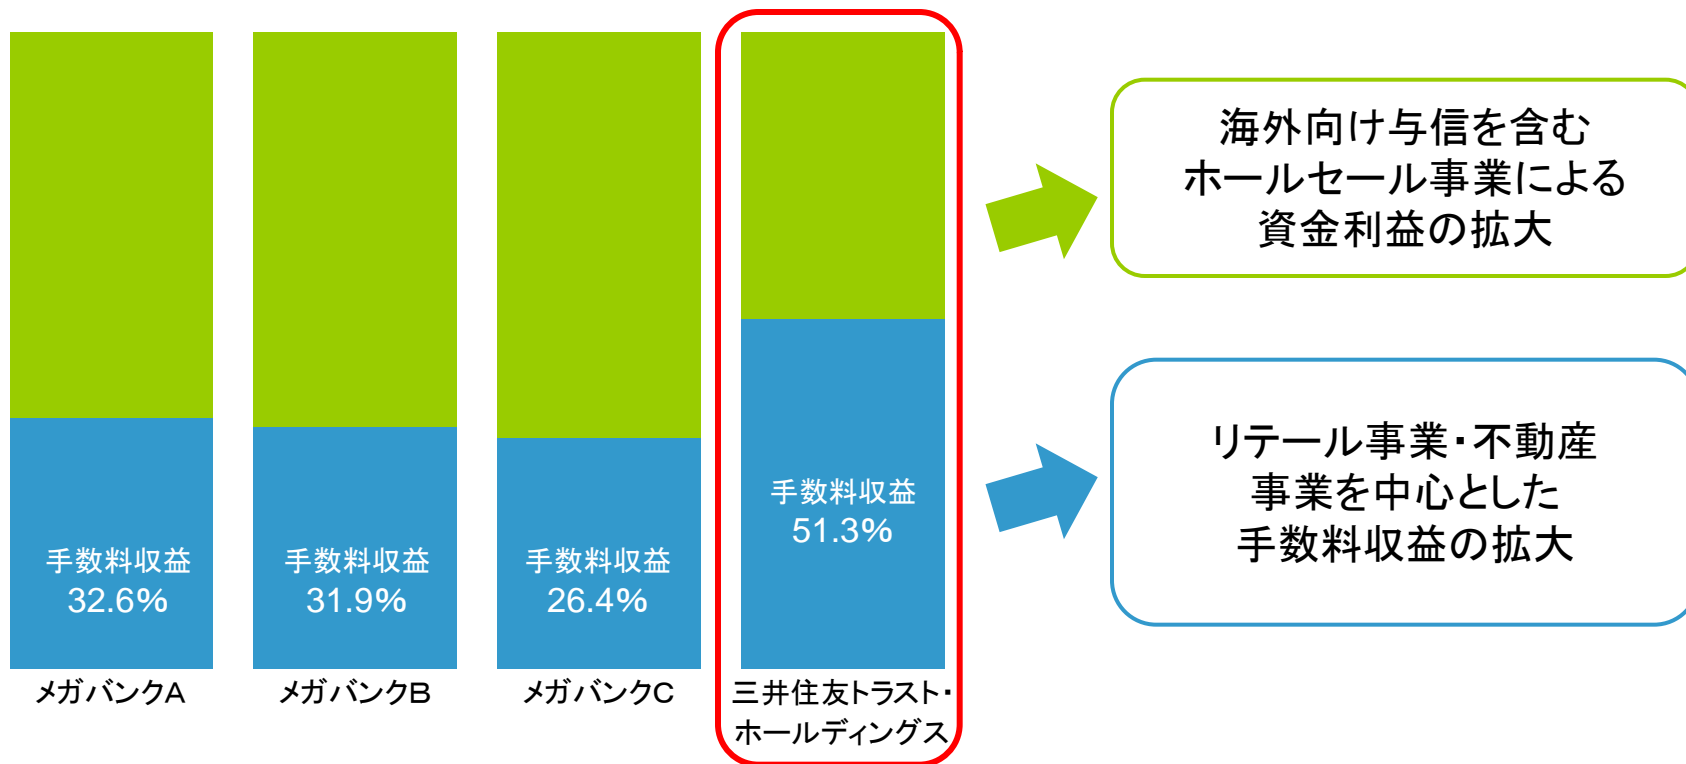 手数料収益
32.6%
メガバンクA
手数料収益
31.9%
メガバンクB
手数料収益
26.4%
メガバンクC
手数料収益
51.3%
三井住友トラスト・
ホールディングス
海外向け与信を含む
ホールセール事業による
資金利益の拡大
リテール事業・不動産
事業を中心とした
手数料収益の拡大